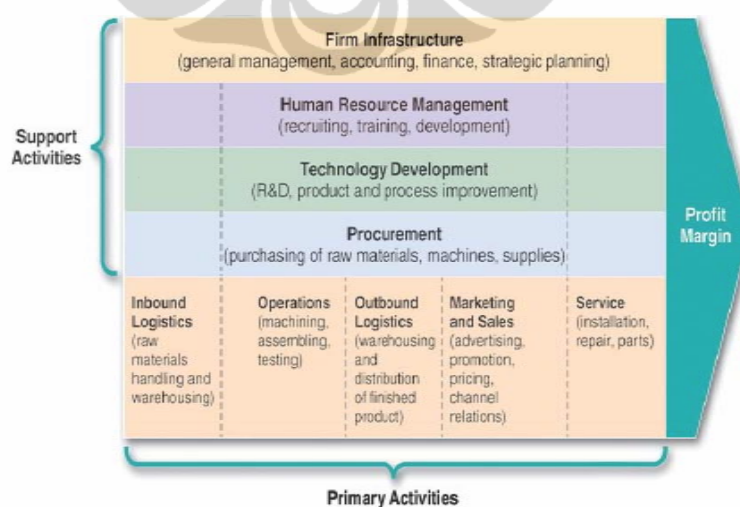 Firm Infrastructure
(general management, accounting, finance, strategic planning)
Human Resource Management
(recruiting, training, development)
Support
Activities
Technology Development
(R&D, product and process improvement)
Procurement
(purchasing of raw materials, machines, supplies)
Profit
Margin
Inbound
Logistics
(raw
materials
handling and
warehousing)
Operations
(machining,
assembling,
testing)
Outbound
Logistics
(warehousing
and
distribution
of finished
product)
Marketing
and Sales
(advertising,
promotion,
pricing,
channel
relations)
Service
(installation,
repair, parts)
Primary Activities